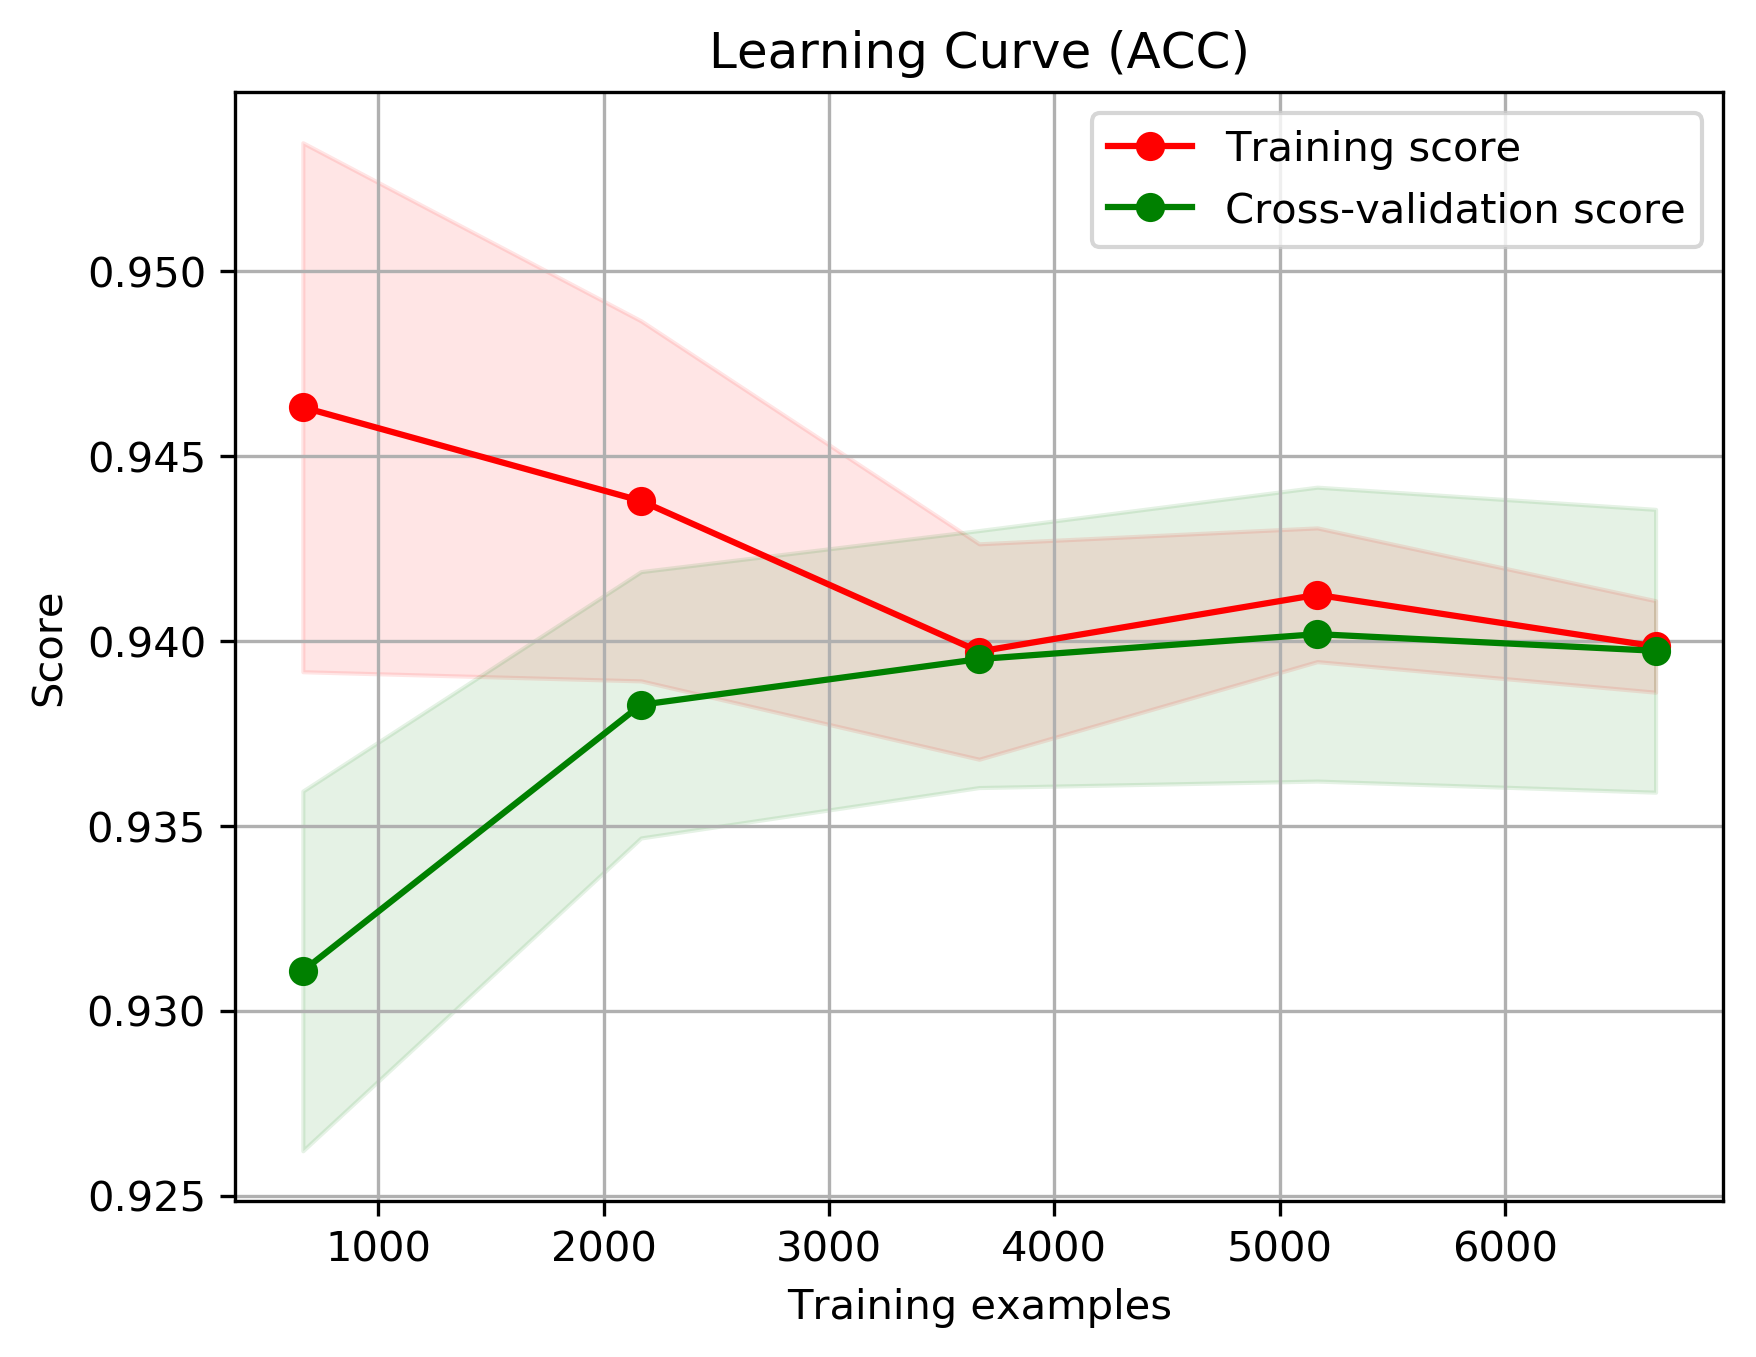 Learning Curve (ACC)
Training score
Cross-validation score
0.950
0.945
0.940
0.935
0.930
0.925
Score
1000 2000 3000 4000 5000 6000
Training examples